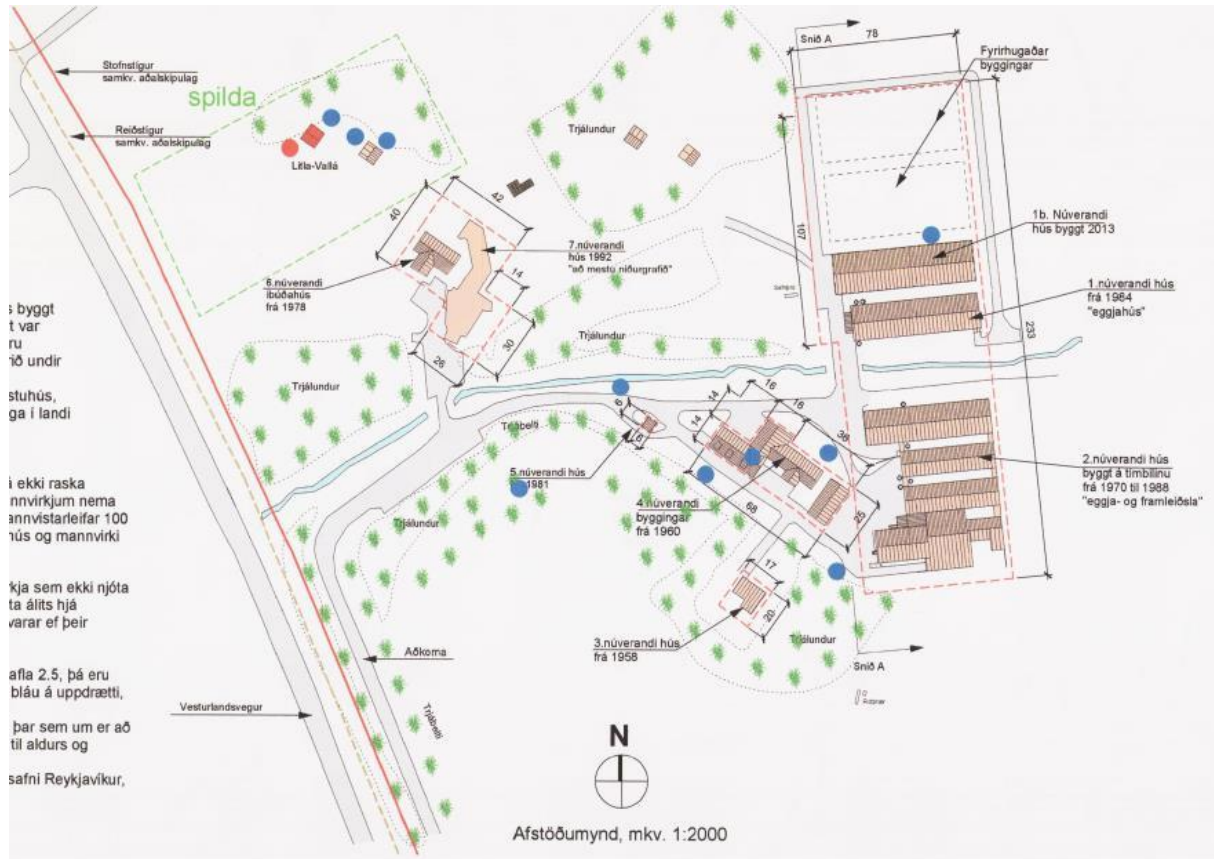 Snið A
78
Fyrirhugaðar
byggingar
Stofnstígur
samkv. aðalskipulag
spilda
Reiðstígur
samkv. aðalskipulag
Trjálundur
Litla-Vallá
42
40
107
1b. Núverandi
hús byggt 2013
7.núverandi
hús 1992
"að mestu niðurgrafið"
14
6.núverandi
íbúðahús
frá 1978
1.núverandi hús
frá 1984
"eggjahús"
233
s byggt
t var
ru
rið undir
30
Trjálundur
26
stuhús,
ga í landi
Trjálundur
6
6
14
14
16
16
36
Trjábelti
5.núverandi hús
1981
2.núverandi hús
byggt á tímbilinu
frá 1970 til 1988
"eggja- og framleiðsla"
á ekki raska
annvirkjum nema
annvistarleifar 100
hús og mannvirki
Trjálundur
4.núverandi
byggingar
frá 1960
68
25
rkja sem ekki njóta
ta álits hjá
varar ef þeir
17
20
3.núverandi hús
frá 1958
Trjálundur
Snið A
Aðkoma
afla 2.5, þá eru
bláu á uppdrætti,
Vesturlandsvegur
Trjábelti
þar sem um er að
til aldurs og
safni Reykjavíkur,
N
Afstöðumynd, mkv. 1:2000